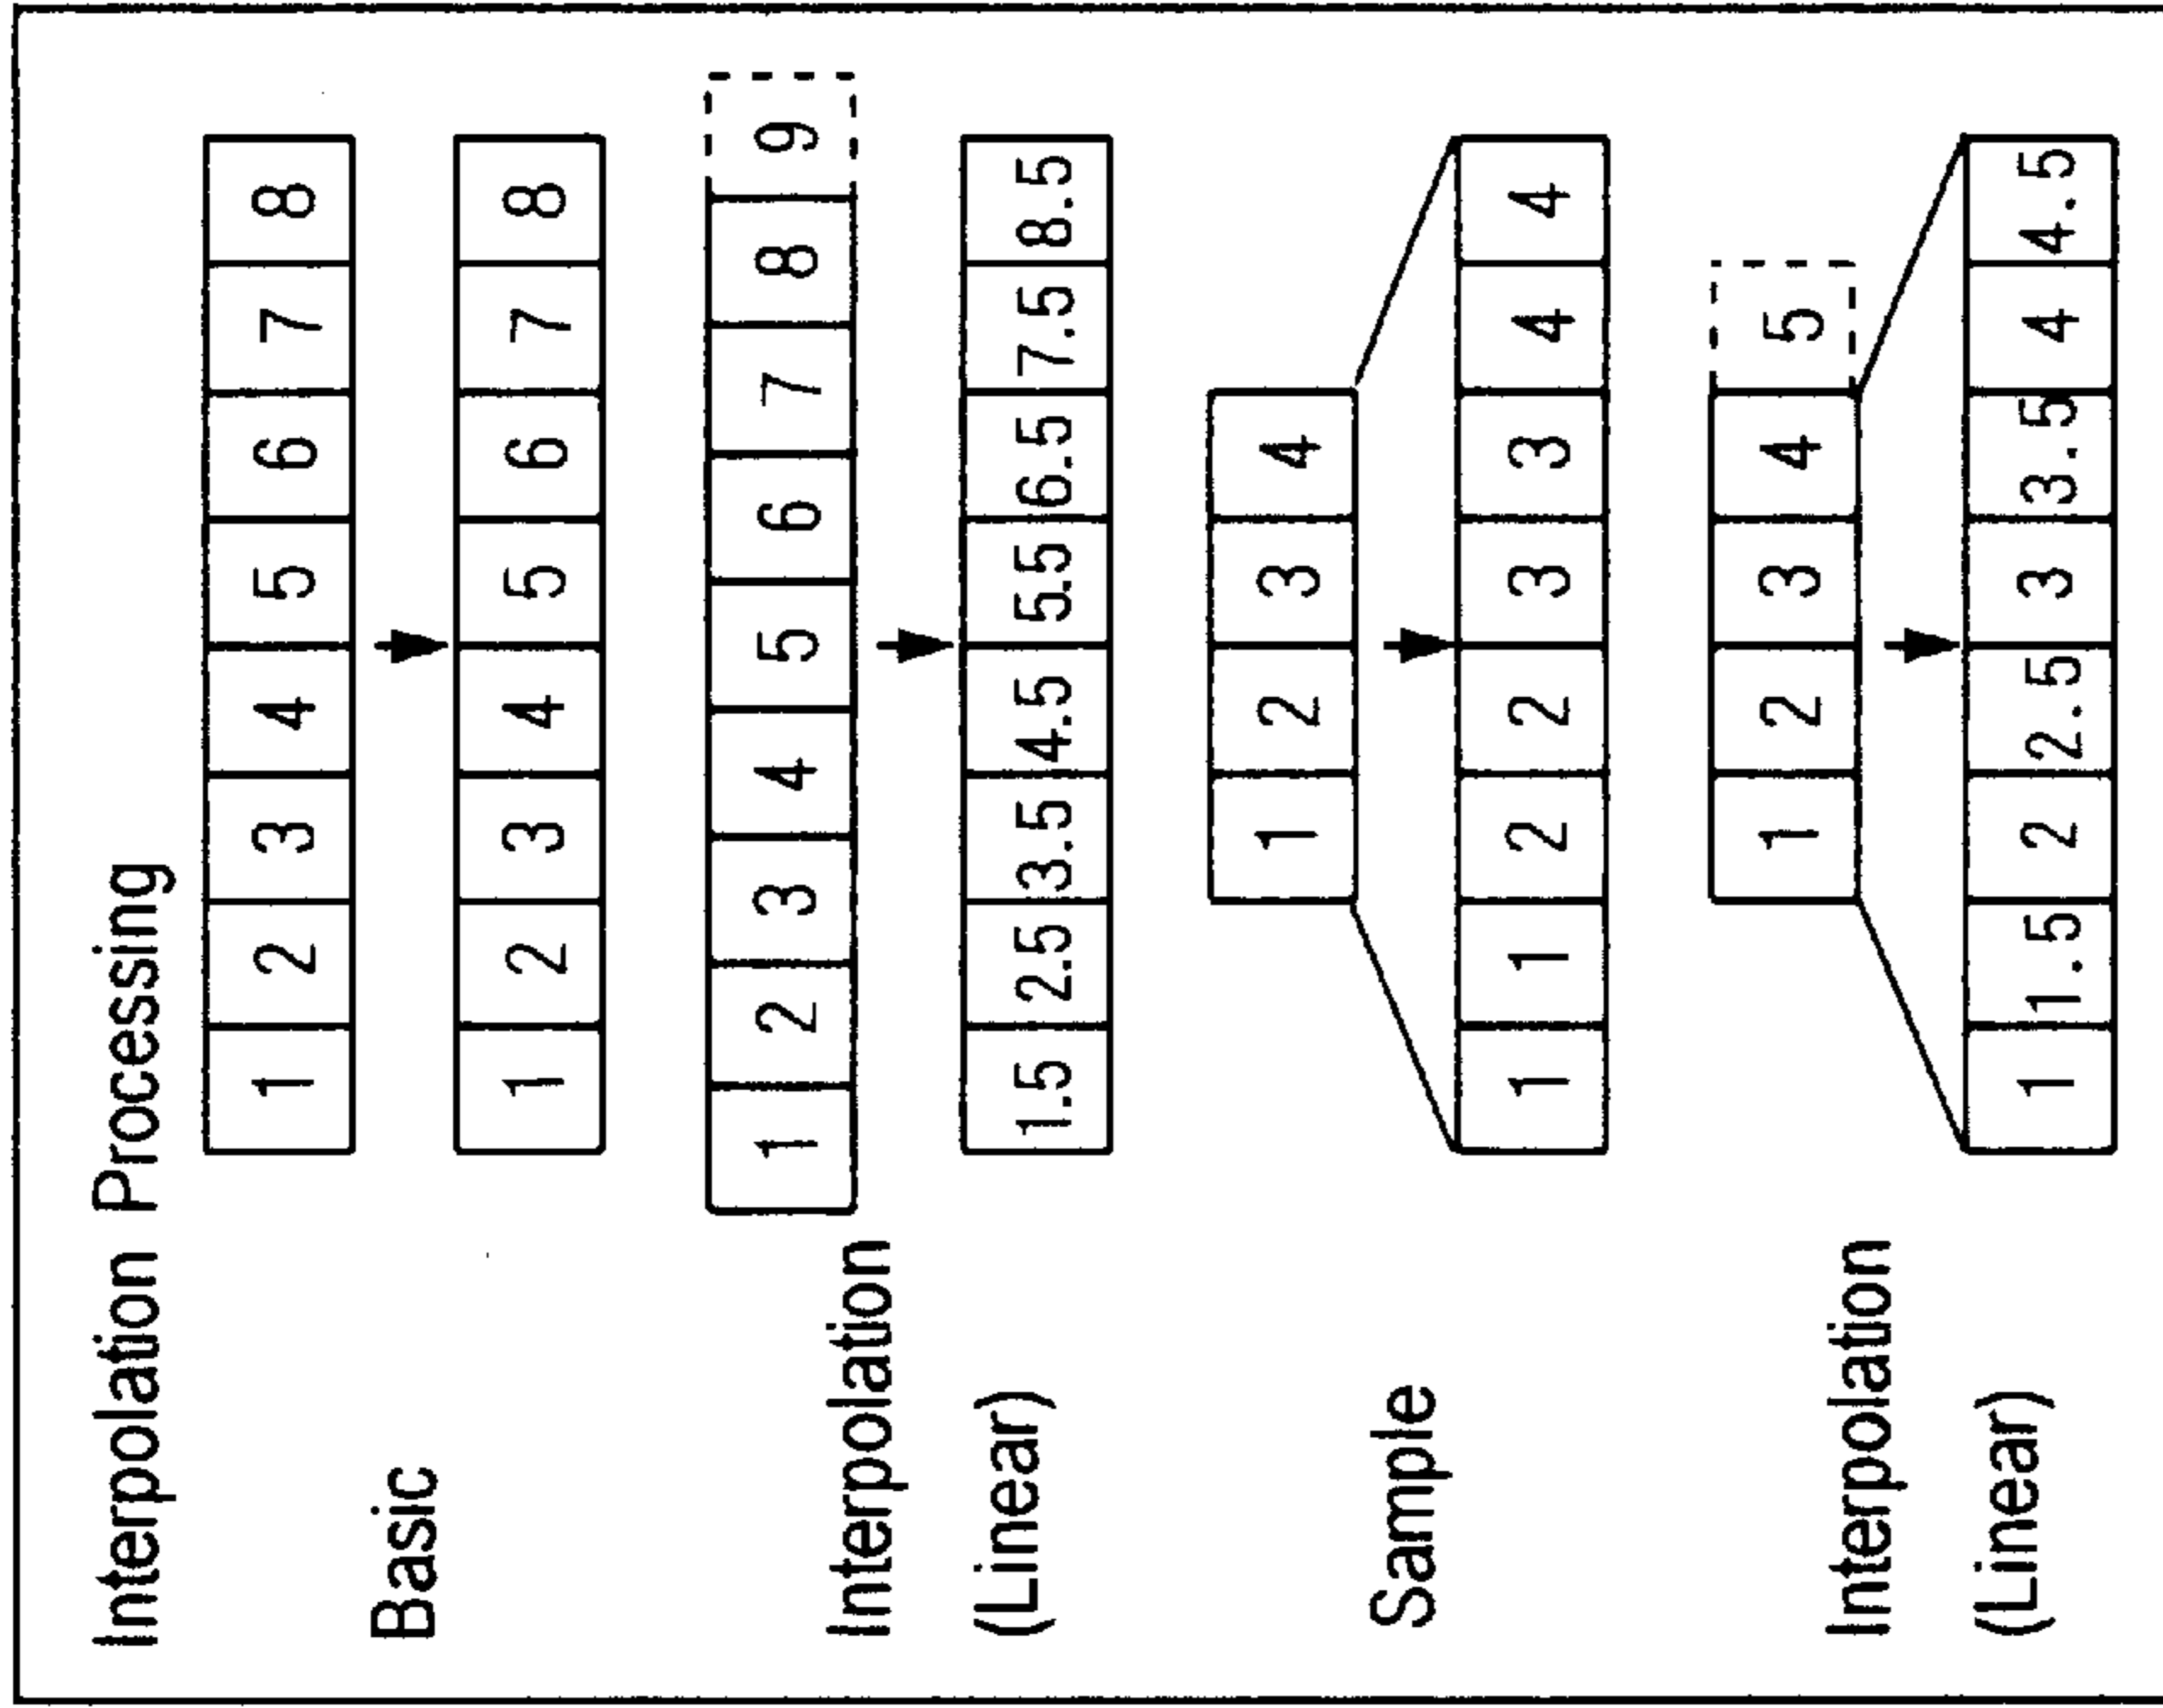 Interpolation Processing
1 2 3 4 5 6 7 8
Basic
1 2 3 4 5 6 7 8
1 2 3 4 5 6 7 8 9
Interpolation
(Linear)
1.5 2.5 3.5 4.5 5.5 6.5 7.5 8.5
1 2 3 4
Sample
1 1 2 2 3 3 4 4
1 2 3 4 5
Interpolation
(Linear)
1 1.5 2 2.5 3 3.5 4 4.5